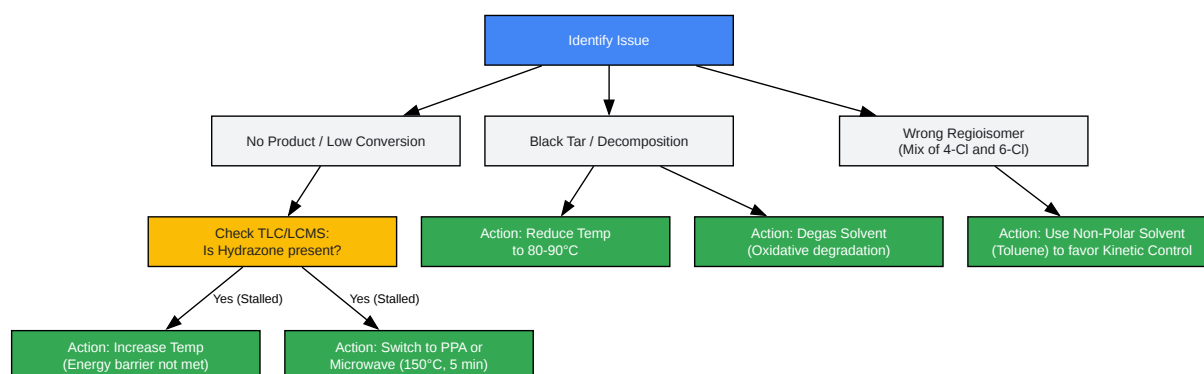 Identify Issue
No Product / Low Conversion
Black Tar / Decomposition
Wrong Regioisomer
(Mix of 4-Cl and 6-Cl)
Check TLC/LCMS:
Is Hydrazone present?
Action: Reduce Temp
to 80-90°C
Action: Degas Solvent
(Oxidative degradation)
Action: Use Non-Polar Solvent
(Toluene) to favor Kinetic Control
Yes (Stalled)
Yes (Stalled)
Action: Increase Temp
(Energy barrier not met)
Action: Switch to PPA or
Microwave (150°C, 5 min)